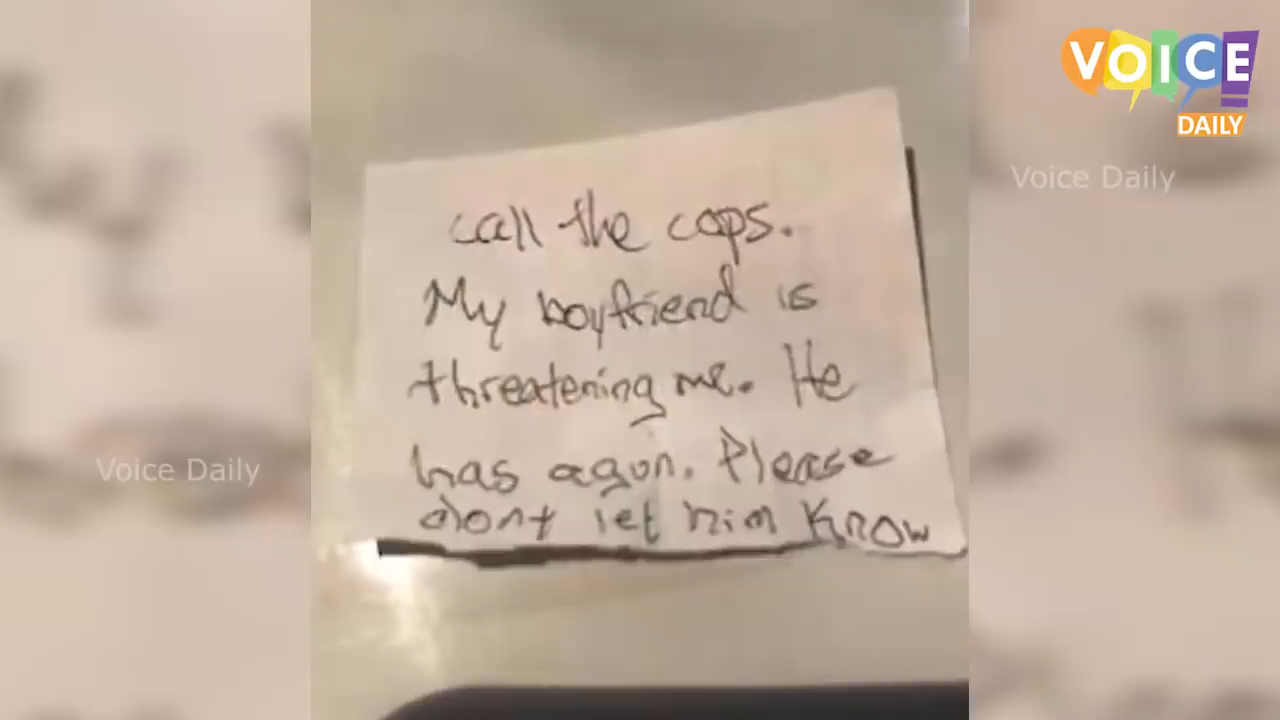 VOICE!
DAILY
Voice Daily
call the cops.
My boyfriend is
threatening me. He
has a gun. Please
dont let him know
Voice Daily